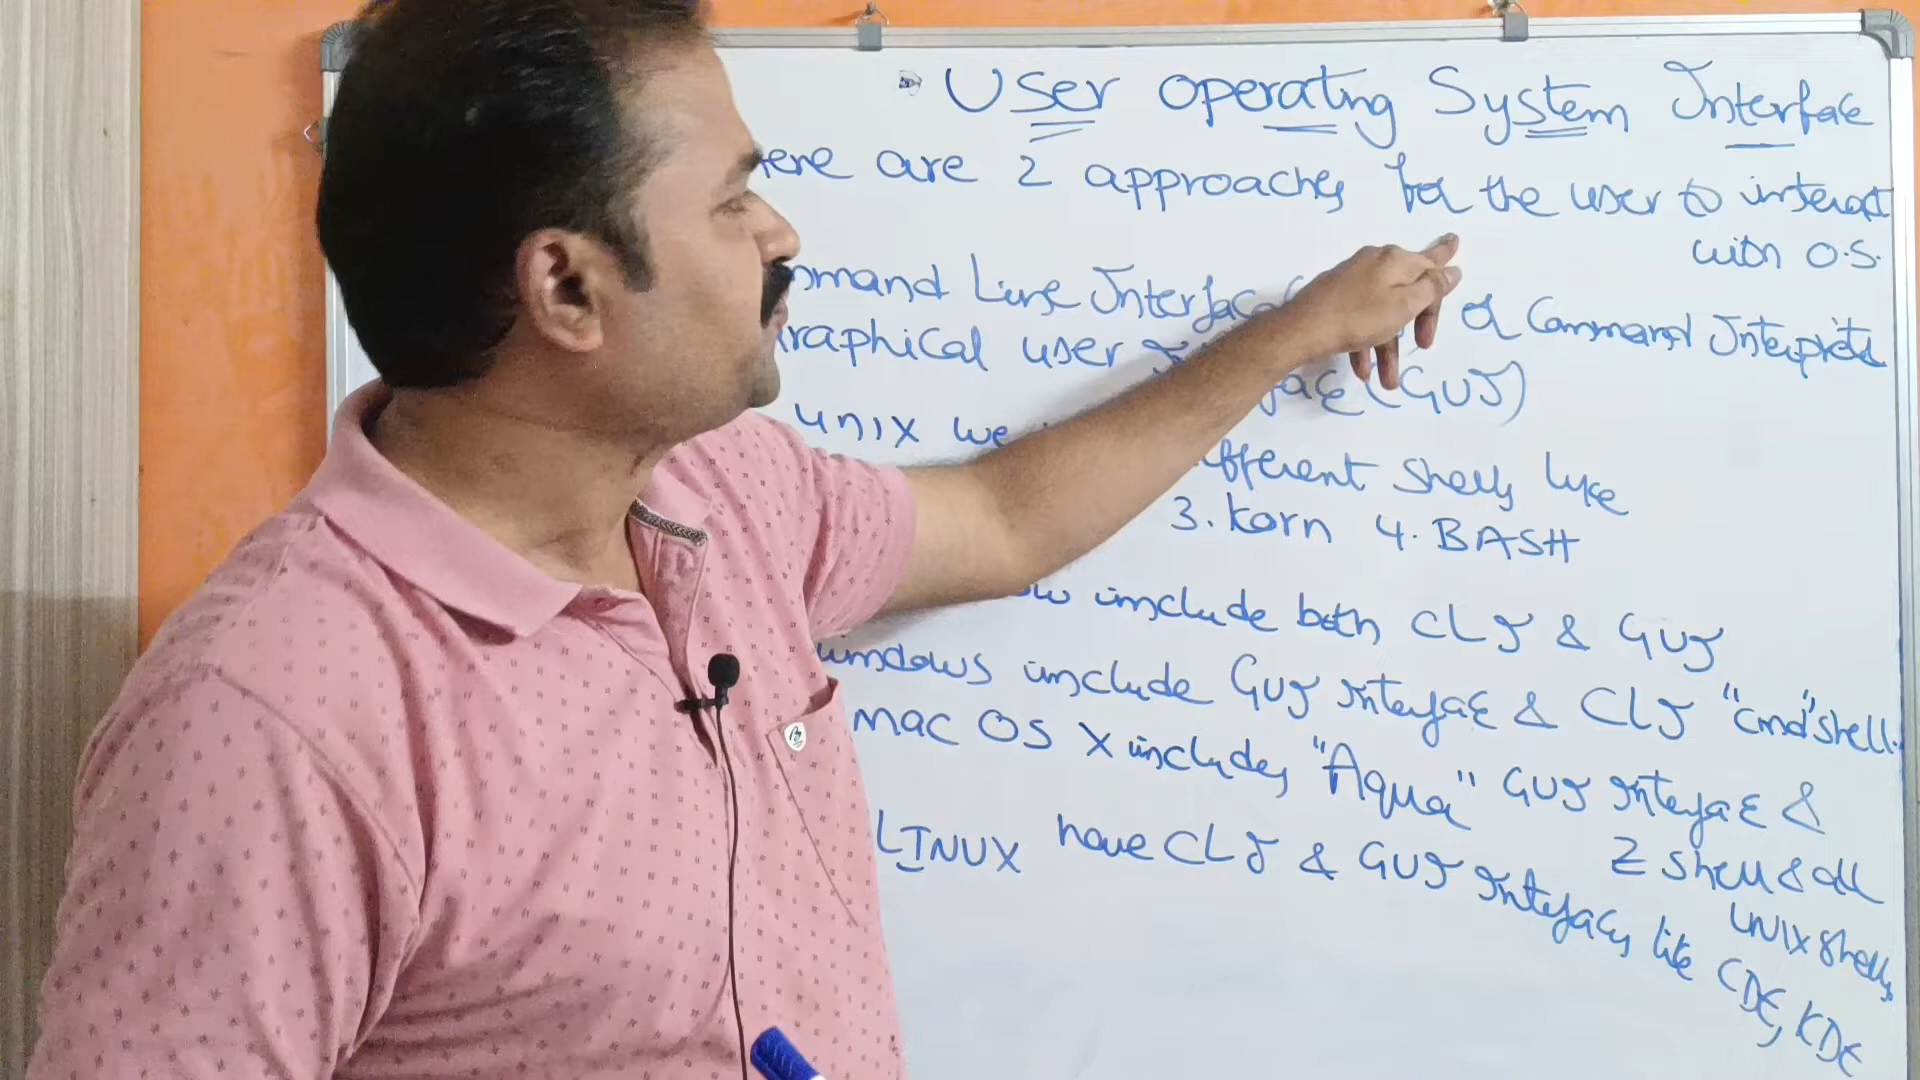 User Operating System Interface
ere are 2 approaches for the user to interact
with O.S.
mmand Line Interface or Command Interpreter
raphical user face (GUI)
unix we fferent shells like
3. Korn 4. BASH
ow include both CLI & GUI
windows include GUI interface & CLI "cmd" shell.
Mac OS X includes "Aqua" GUI interface &
Z shell & all
UNIX shells
LINUX have CLI & GUI Interfaces like CDE, KDE